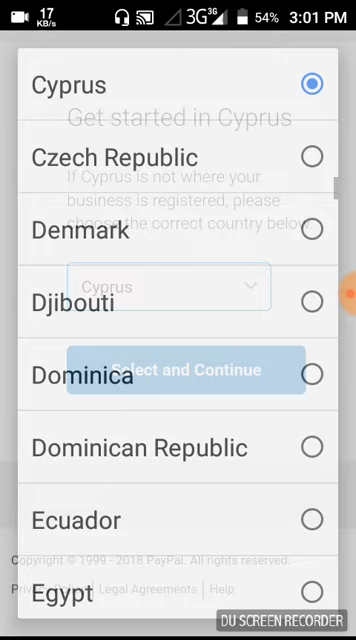 17
KB/s
3G
3G
54%
3:01 PM
Cyprus
Get started in Cyprus
Czech Republic
If Cyprus is not where your
business is registered, please
choose the correct country below.
Denmark
Cyprus
Djibouti
Select and Continue
Dominica
Dominican Republic
Ecuador
Copyright © 1999 - 2018 PayPal. All rights reserved.
Privacy Policy | Legal Agreements | Help
Egypt
DU SCREEN RECORDER